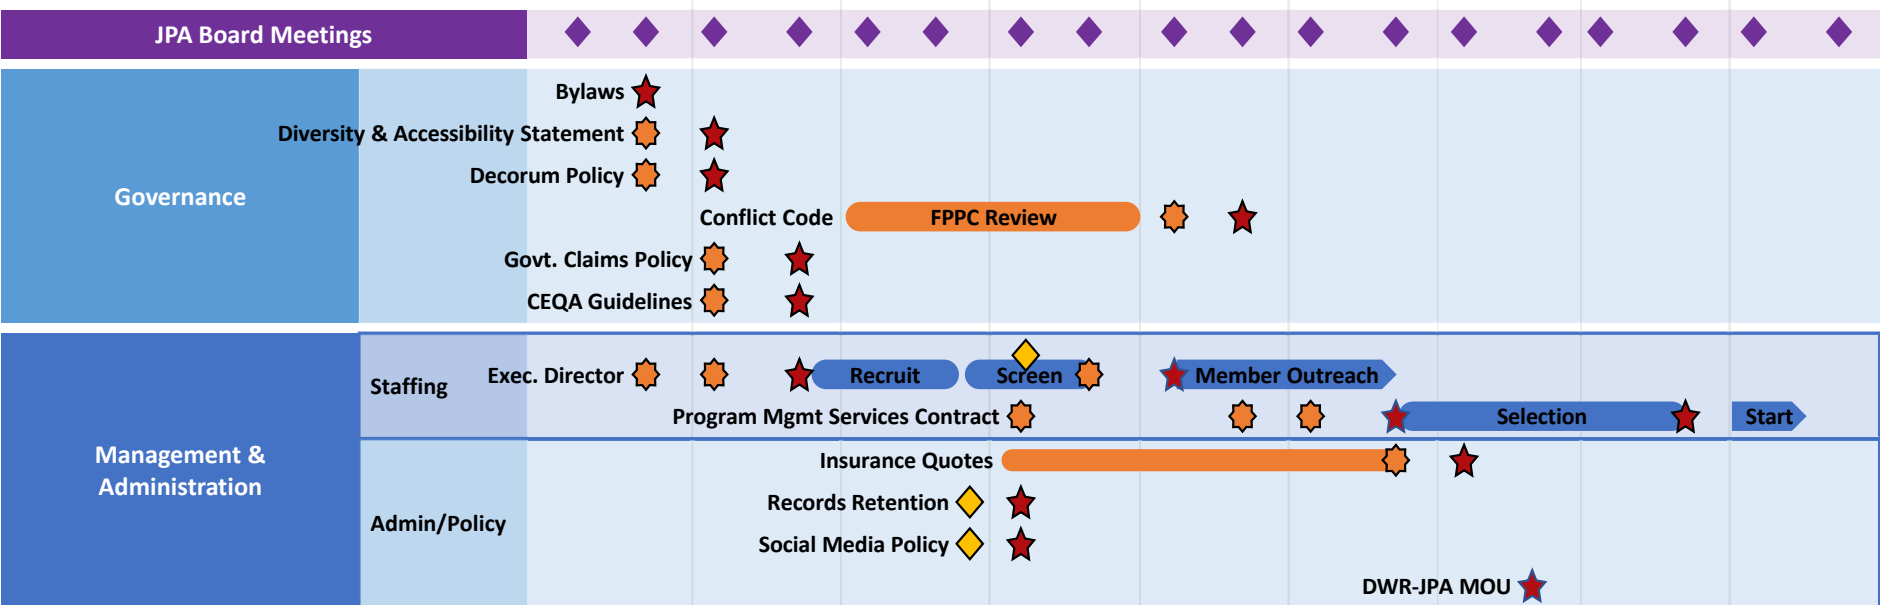 JPA Board Meetings
Governance
Bylaws
Diversity & Accessibility Statement
Decorum Policy
Conflict Code
FPPC Review
Govt. Claims Policy
CEQA Guidelines
Management &
Administration
Staffing
Exec. Director
Recruit
Screen
Member Outreach
Program Mgmt Services Contract
Selection
Start
Admin/Policy
Insurance Quotes
Records Retention
Social Media Policy
DWR-JPA MOU